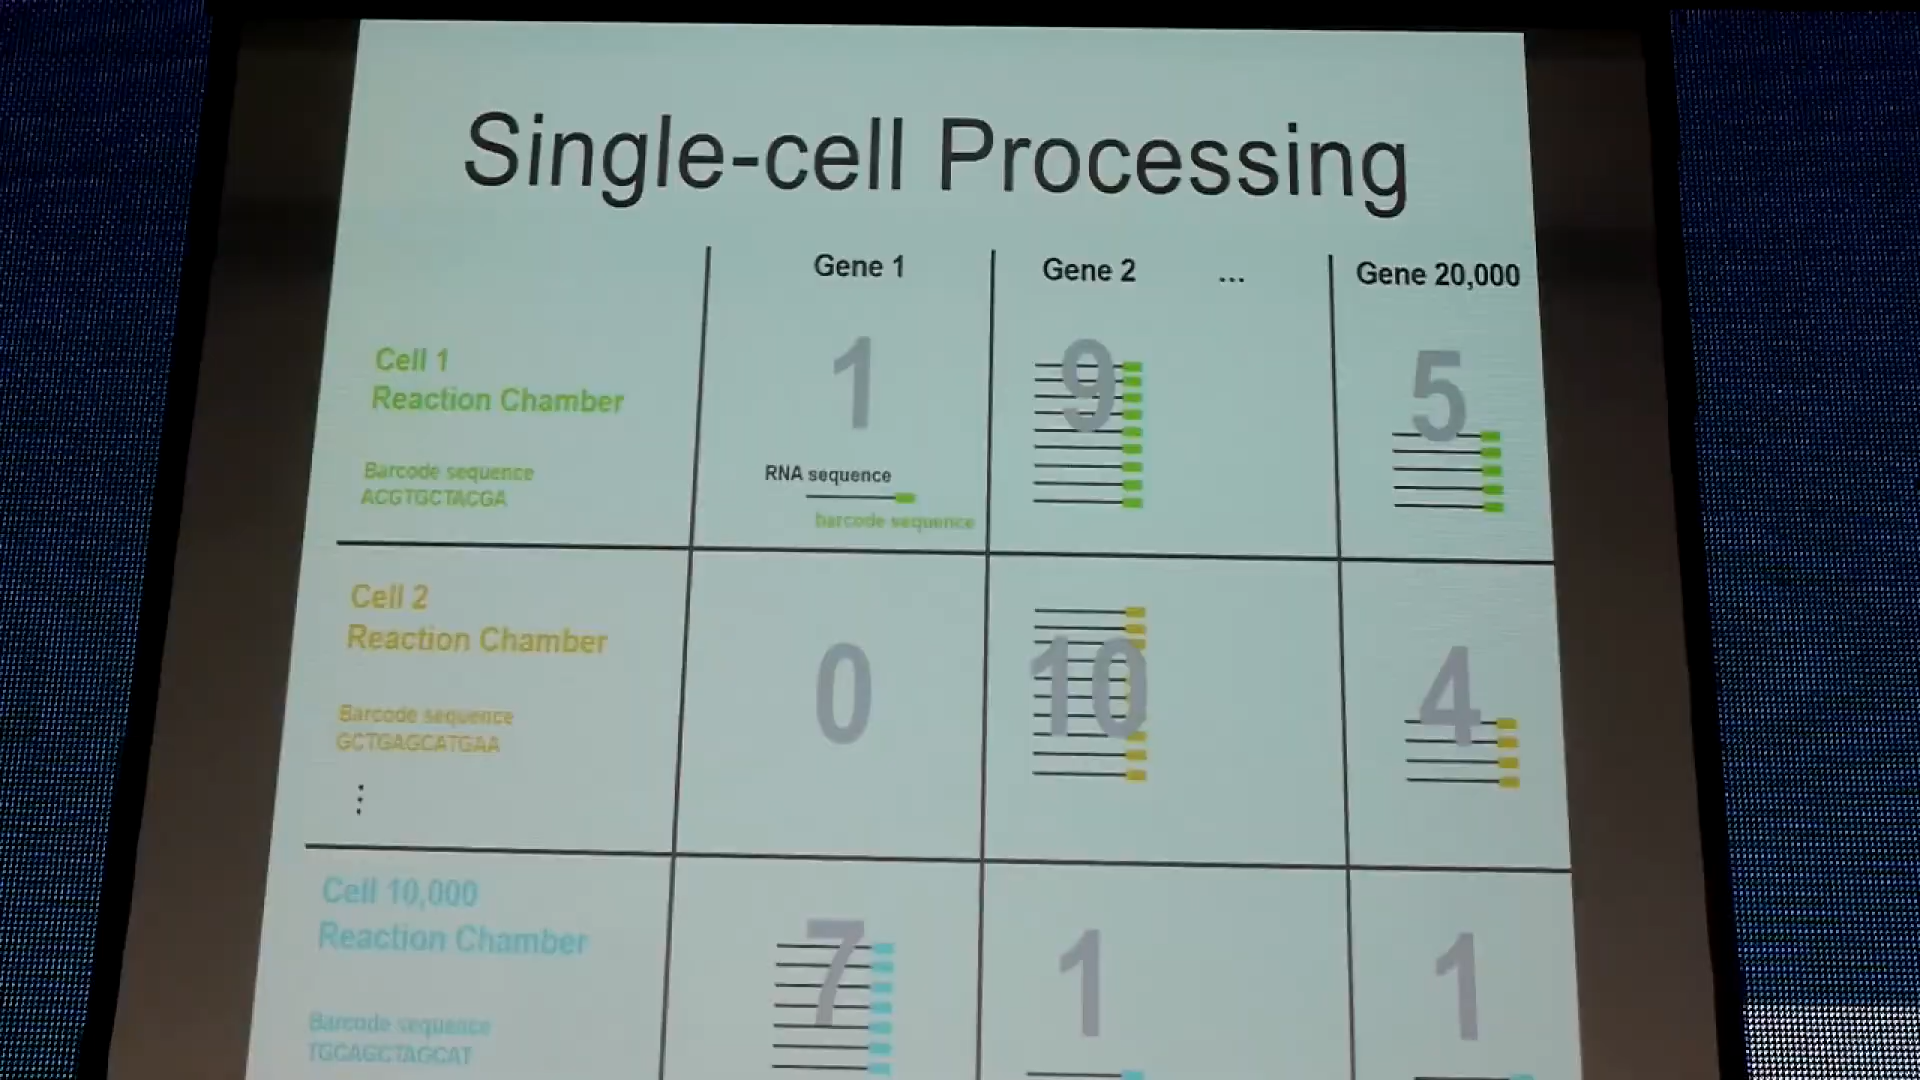 Single-cell Processing
Gene 1
Gene 2
...
Gene 20,000
Cell 1
Reaction Chamber
1
9
5
Barcode sequence
ACGTGCTACGA
RNA sequence
barcode sequence
Cell 2
Reaction Chamber
0
10
4
Barcode sequence
GCTGAGCATGAA
⋮
Cell 10,000
Reaction Chamber
7
1
1
Barcode sequence
TGCAGCTAGCAT